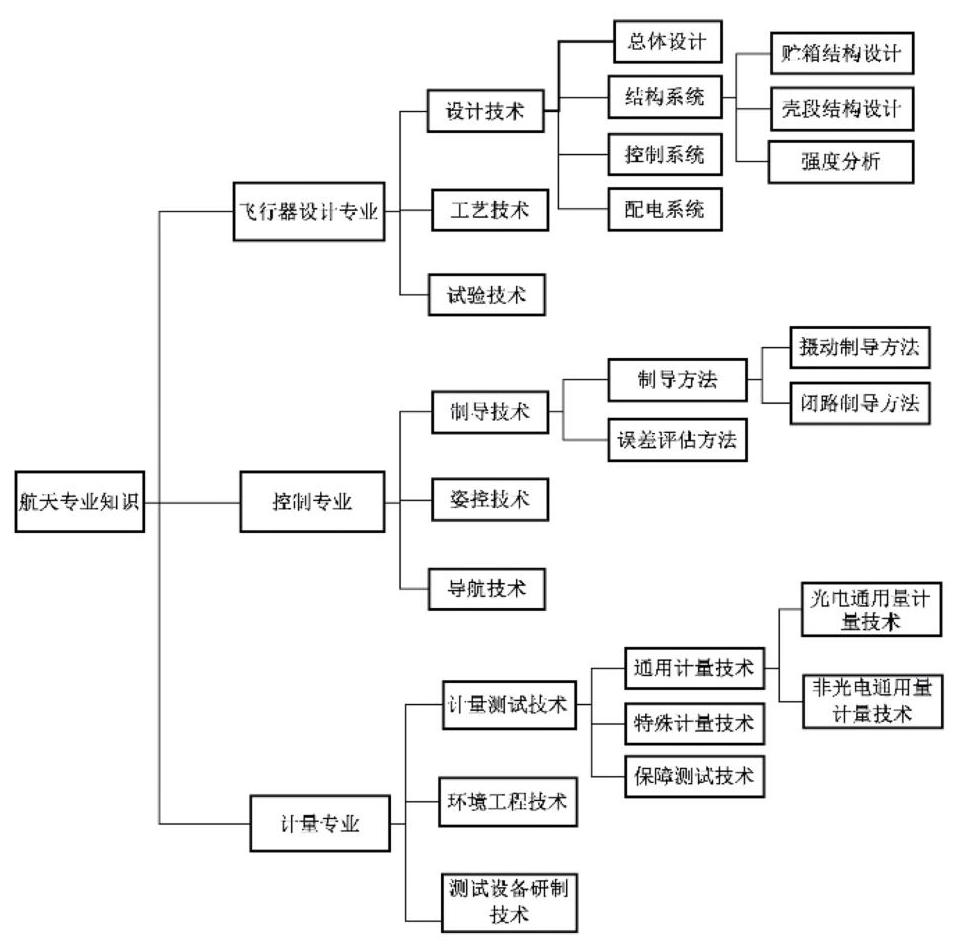 航天专业知识
飞行器设计专业
设计技术
总体设计
结构系统
贮箱结构设计
壳段结构设计
强度分析
控制系统
配电系统
工艺技术
试验技术
控制专业
制导技术
制导方法
摄动制导方法
闭路制导方法
误差评估方法
姿控技术
导航技术
计量专业
计量测试技术
通用计量技术
光电通用量计
量技术
非光电通用量
计量技术
特殊计量技术
保障测试技术
环境工程技术
测试设备研制
技术